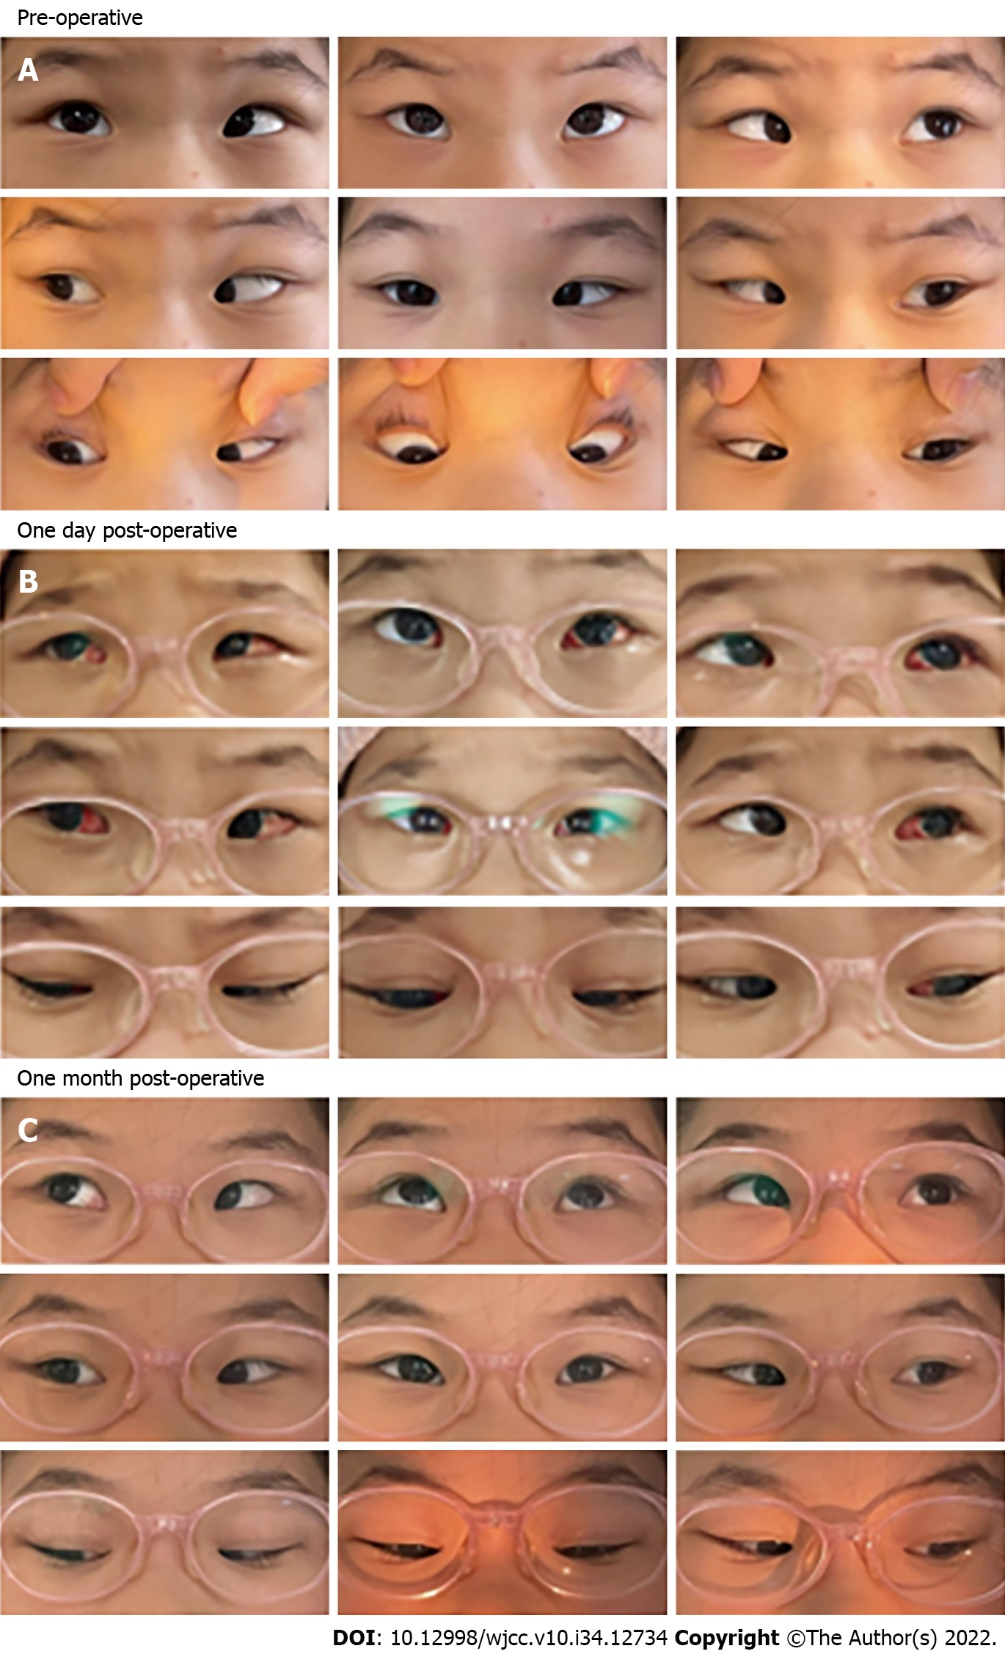 Pre-operative
A
One day post-operative
B
One month post-operative
C
DOI: 10.12998/wjcc.v10.i34.12734 Copyright ©The Author(s) 2022.